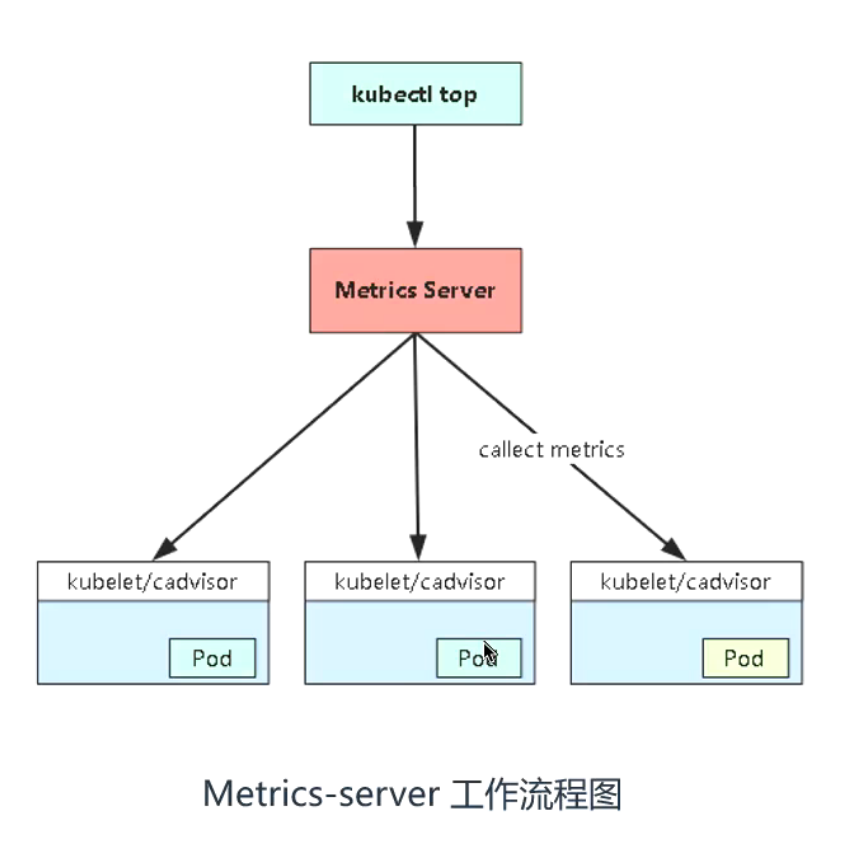 kubectl top
Metrics Server
callect metrics
kubelet/cadvisor
kubelet/cadvisor
kubelet/cadvisor
Pod
Pod
Pod
Metrics-server 工作流程图